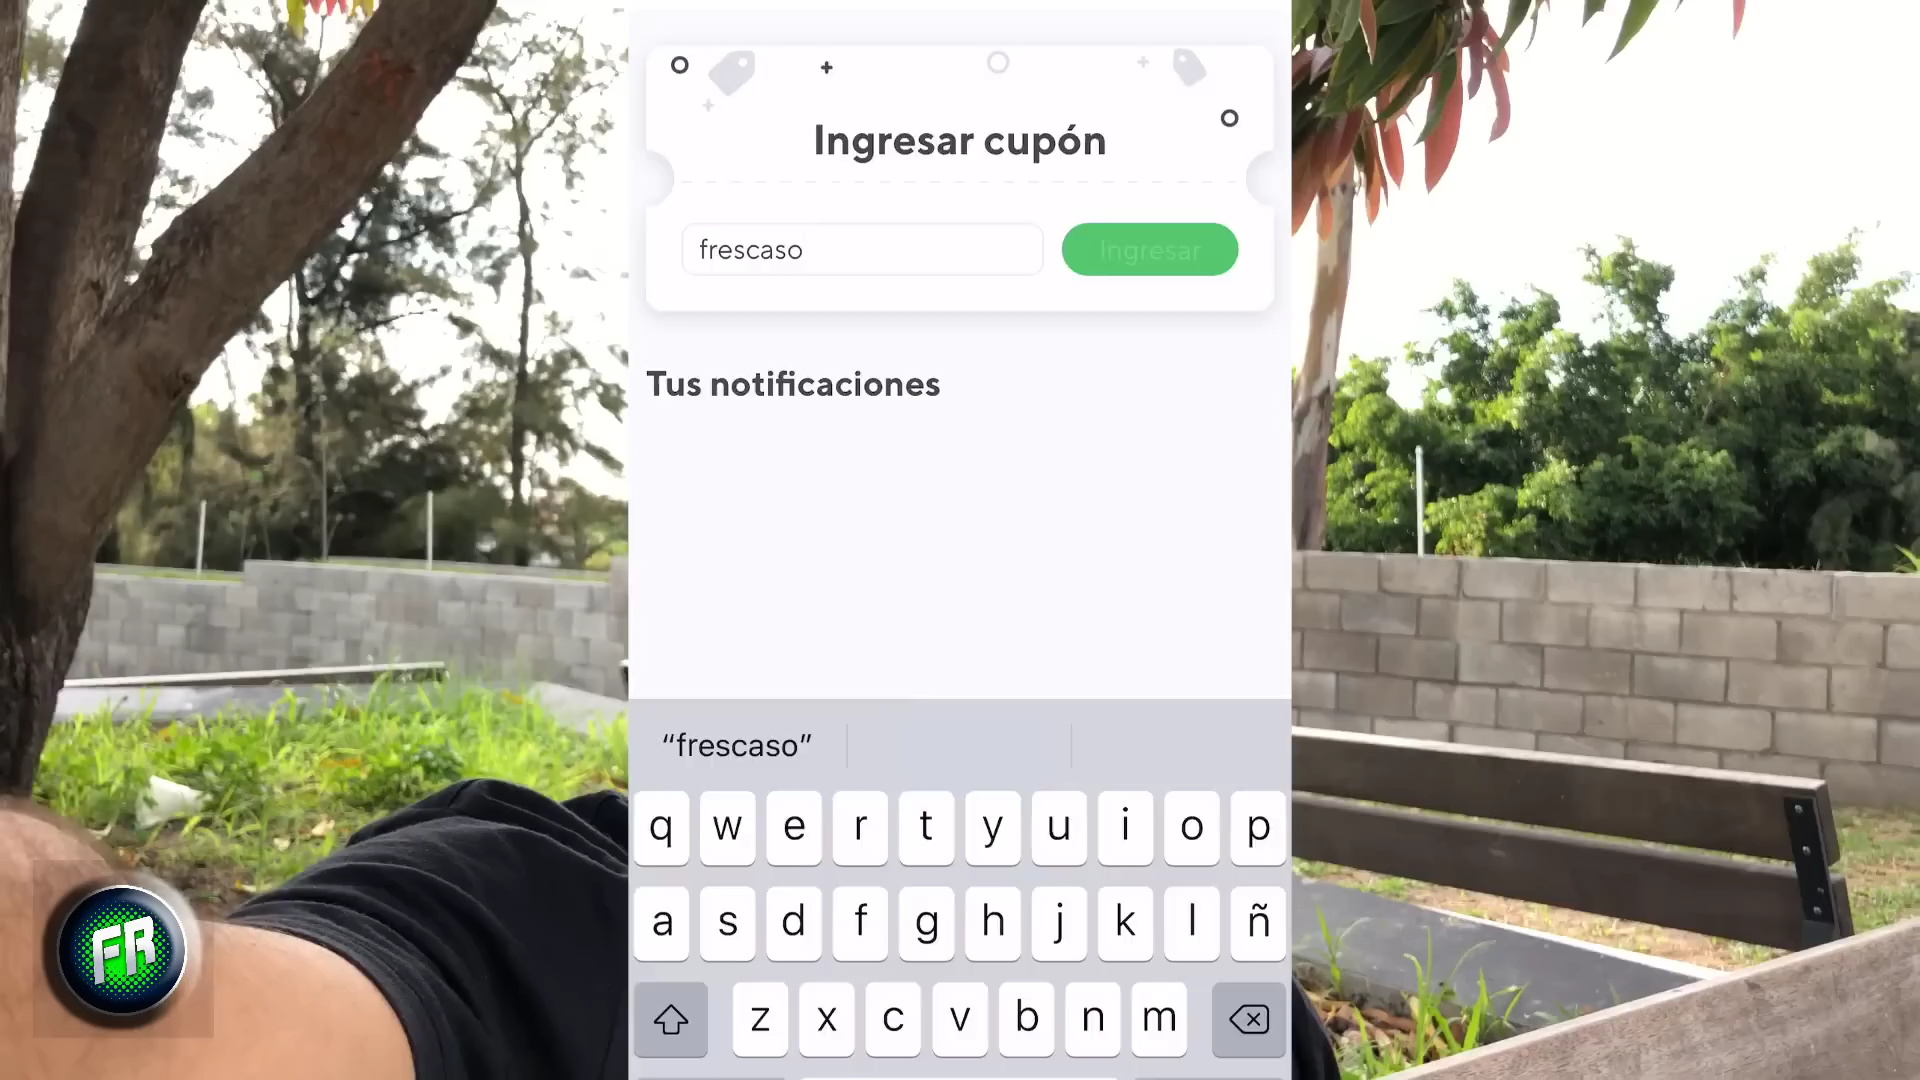 Ingresar cupón
frescaso
Ingresar
Tus notificaciones
“frescaso”
q w e r t y u i o p
a s d f g h j k l ñ
z x c v b n m
FR